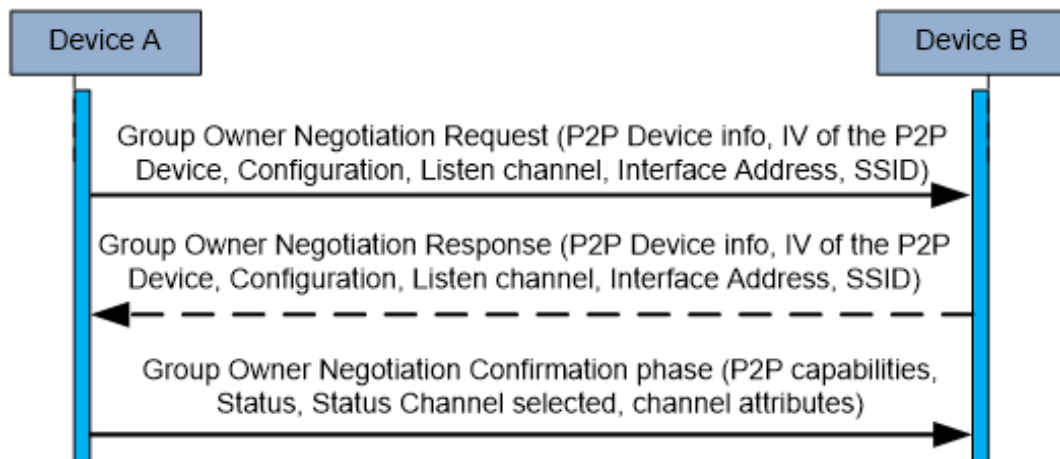 Device A
Device B
Group Owner Negotiation Request (P2P Device info, IV of the P2P
Device, Configuration, Listen channel, Interface Address, SSID)
Group Owner Negotiation Response (P2P Device info, IV of the P2P
Device, Configuration, Listen channel, Interface Address, SSID)
Group Owner Negotiation Confirmation phase (P2P capabilities,
Status, Status Channel selected, channel attributes)